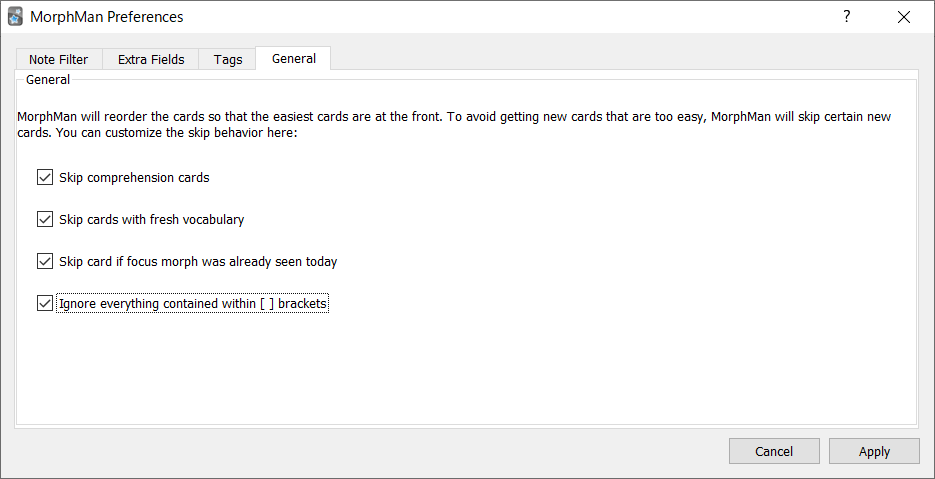 MorphMan Preferences
?
Note Filter
Extra Fields
Tags
General
General
MorphMan will reorder the cards so that the easiest cards are at the front. To avoid getting new cards that are too easy, MorphMan will skip certain new
cards. You can customize the skip behavior here:
Skip comprehension cards
Skip cards with fresh vocabulary
Skip card if focus morph was already seen today
Ignore everything contained within [ ] brackets
Cancel
Apply